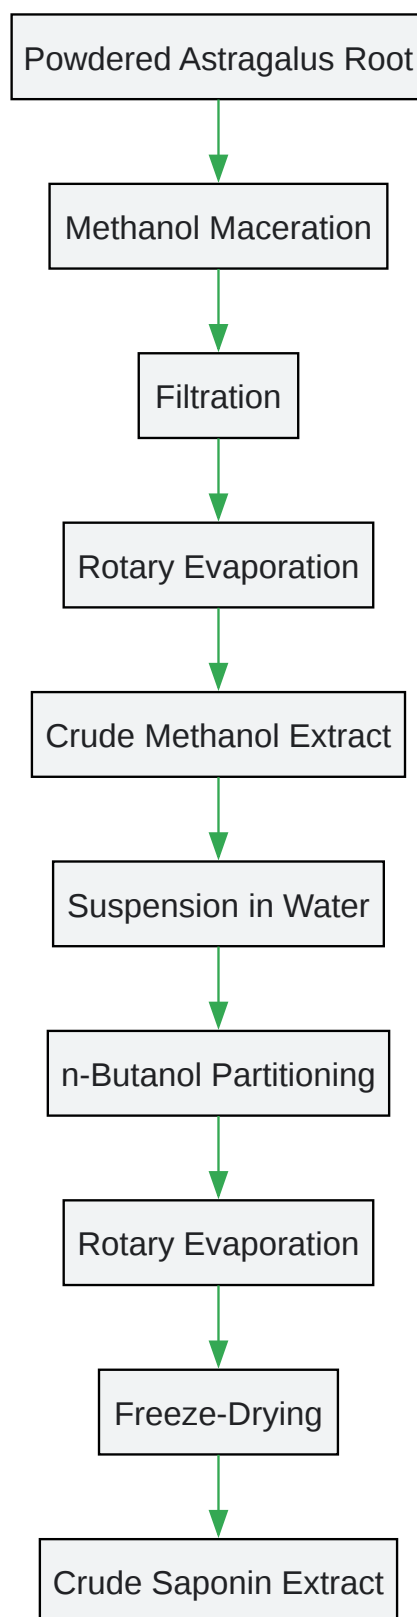 Powdered Astragalus Root
Methanol Maceration
Filtration
Rotary Evaporation
Crude Methanol Extract
Suspension in Water
n-Butanol Partitioning
Rotary Evaporation
Freeze-Drying
Crude Saponin Extract